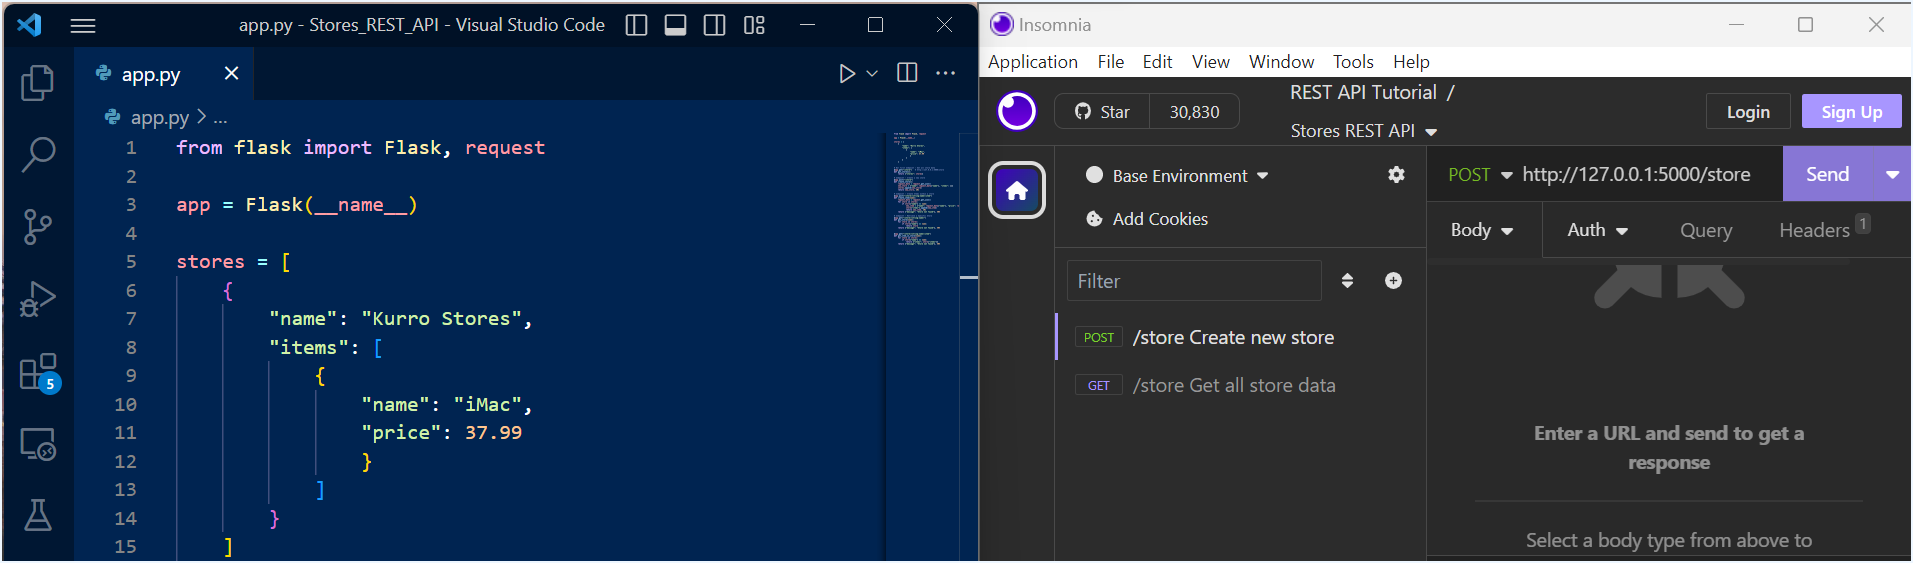 app.py - Stores_REST_API - Visual Studio Code
app.py
app.py > ...
1 from flask import Flask, request
2
3 app = Flask(__name__)
4
5 stores = [
6 {
7 "name": "Kurro Stores",
8 "items": [
9 {
10 "name": "iMac",
11 "price": 37.99
12 }
13 ]
14 }
15 ]
5
Insomnia
Application File Edit View Window Tools Help
Star 30,830
REST API Tutorial /
Stores REST API
Login Sign Up
Base Environment
Add Cookies
Filter
POST /store Create new store
GET /store Get all store data
POST http://127.0.0.1:5000/store Send
Body Auth Query Headers 1
Enter a URL and send to get a
response
Select a body type from above to